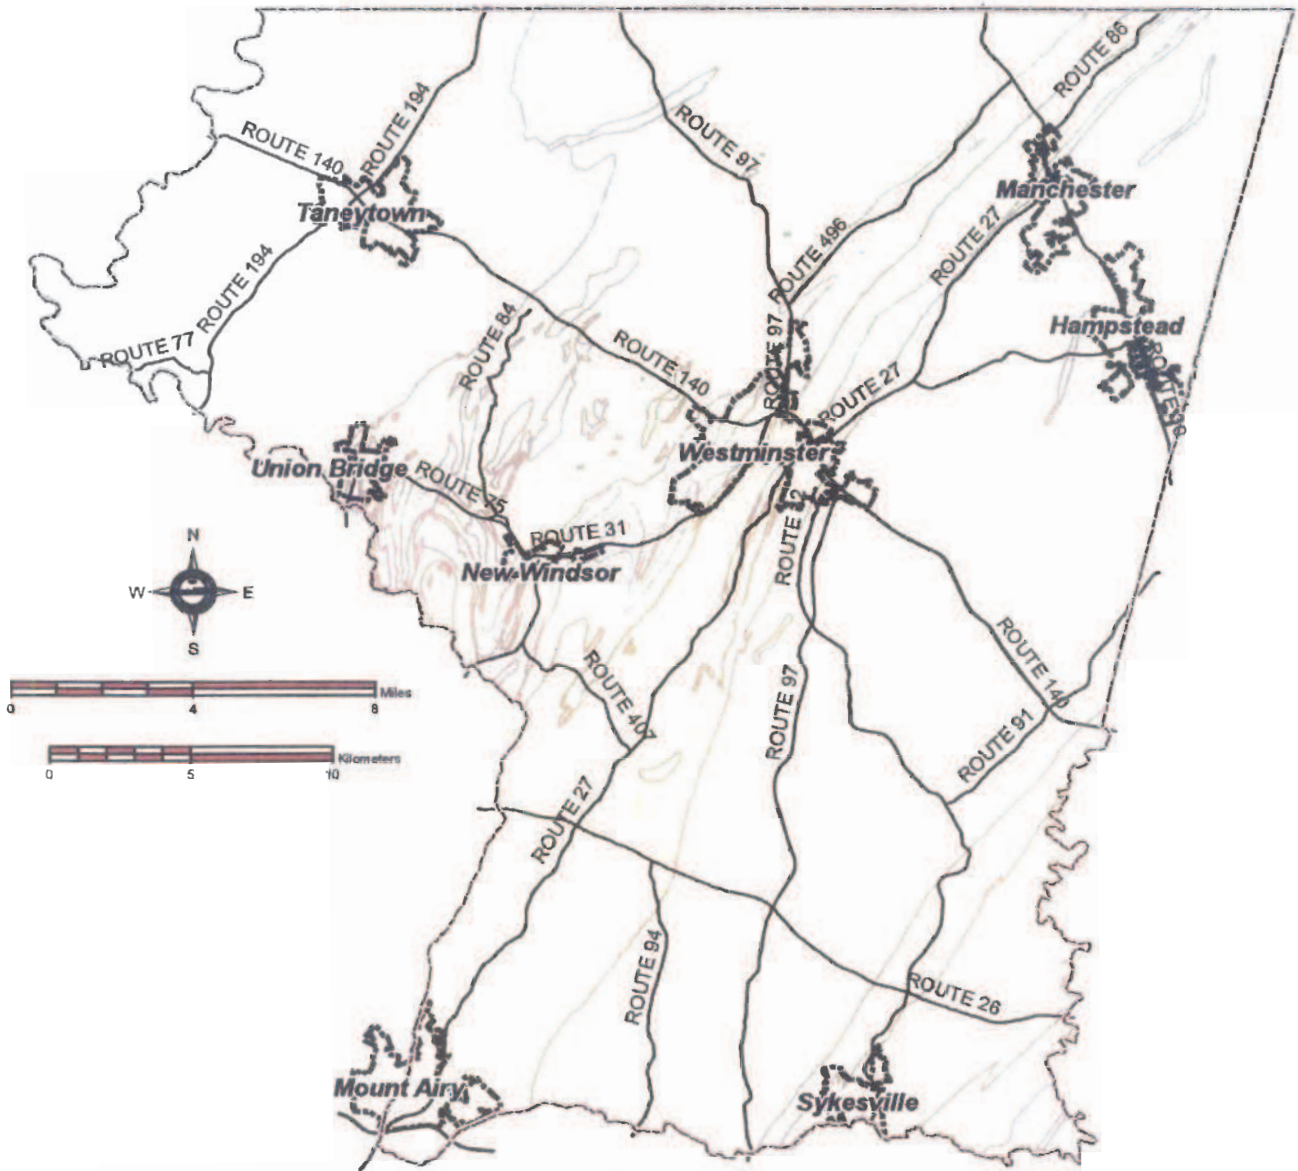 ROUTE 86
ROUTE 194
ROUTE 97
ROUTE 140
Manchester
Taneytown
ROUTE 27
ROUTE 496
ROUTE 194
ROUTE 84
Hampstead
ROUTE 77
ROUTE 97
ROUTE 140
ROUTE 27
Westminster
Union Bridge
ROUTE 75
ROUTE 31
N
New Windsor
W
E
S
ROUTE 140
ROUTE 407
ROUTE 97
Miles
0
4
8
ROUTE 91
Kilometers
0
5
10
ROUTE 27
ROUTE 94
ROUTE 26
Mount Airy
Sykesville